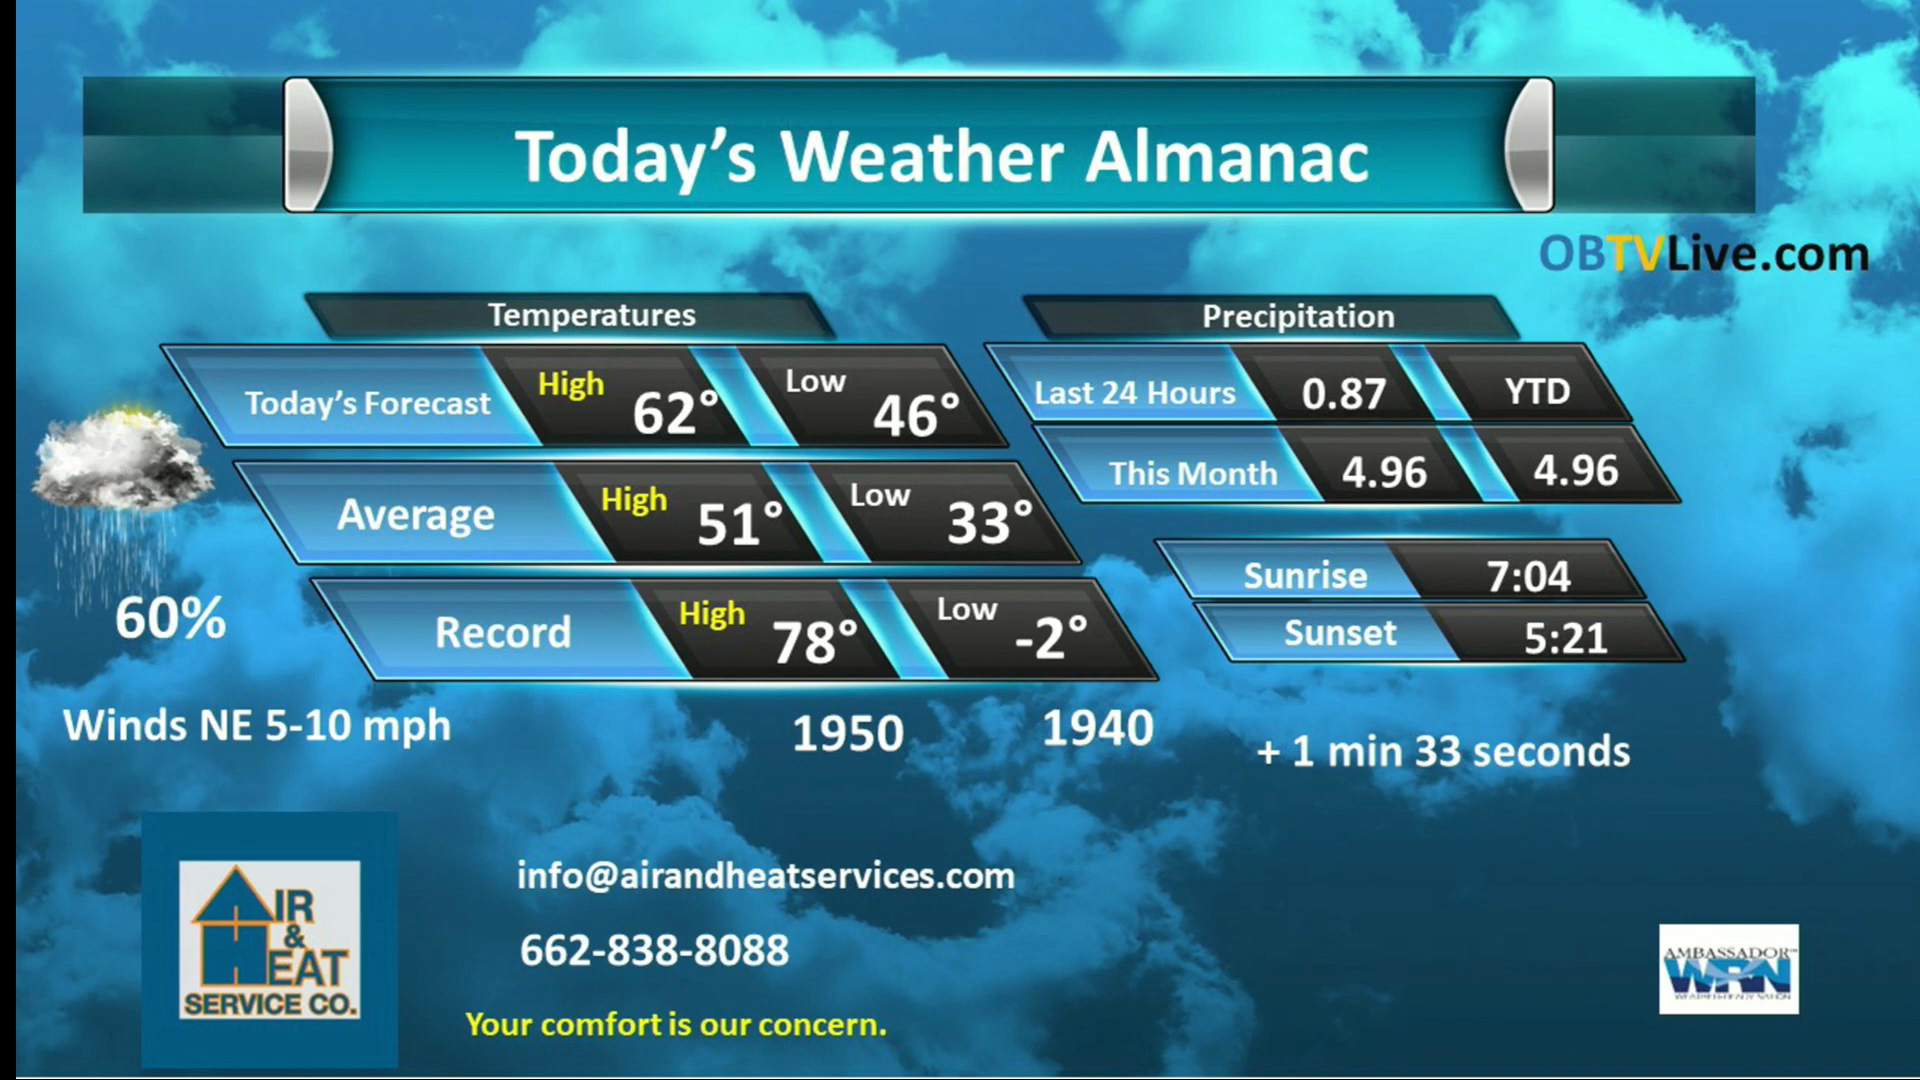 Today's Weather Almanac
OBTVLive.com
Temperatures
Today's Forecast High 62° Low 46°
Average High 51° Low 33°
Record High 78° Low -2°
1950 1940
Precipitation
Last 24 Hours 0.87 YTD
This Month 4.96 4.96
Sunrise 7:04
Sunset 5:21
+ 1 min 33 seconds
60%
Winds NE 5-10 mph
AIR
&
HEAT
SERVICE CO.
info@airandheatservices.com
662-838-8088
Your comfort is our concern.
AMBASSADOR™
WRN